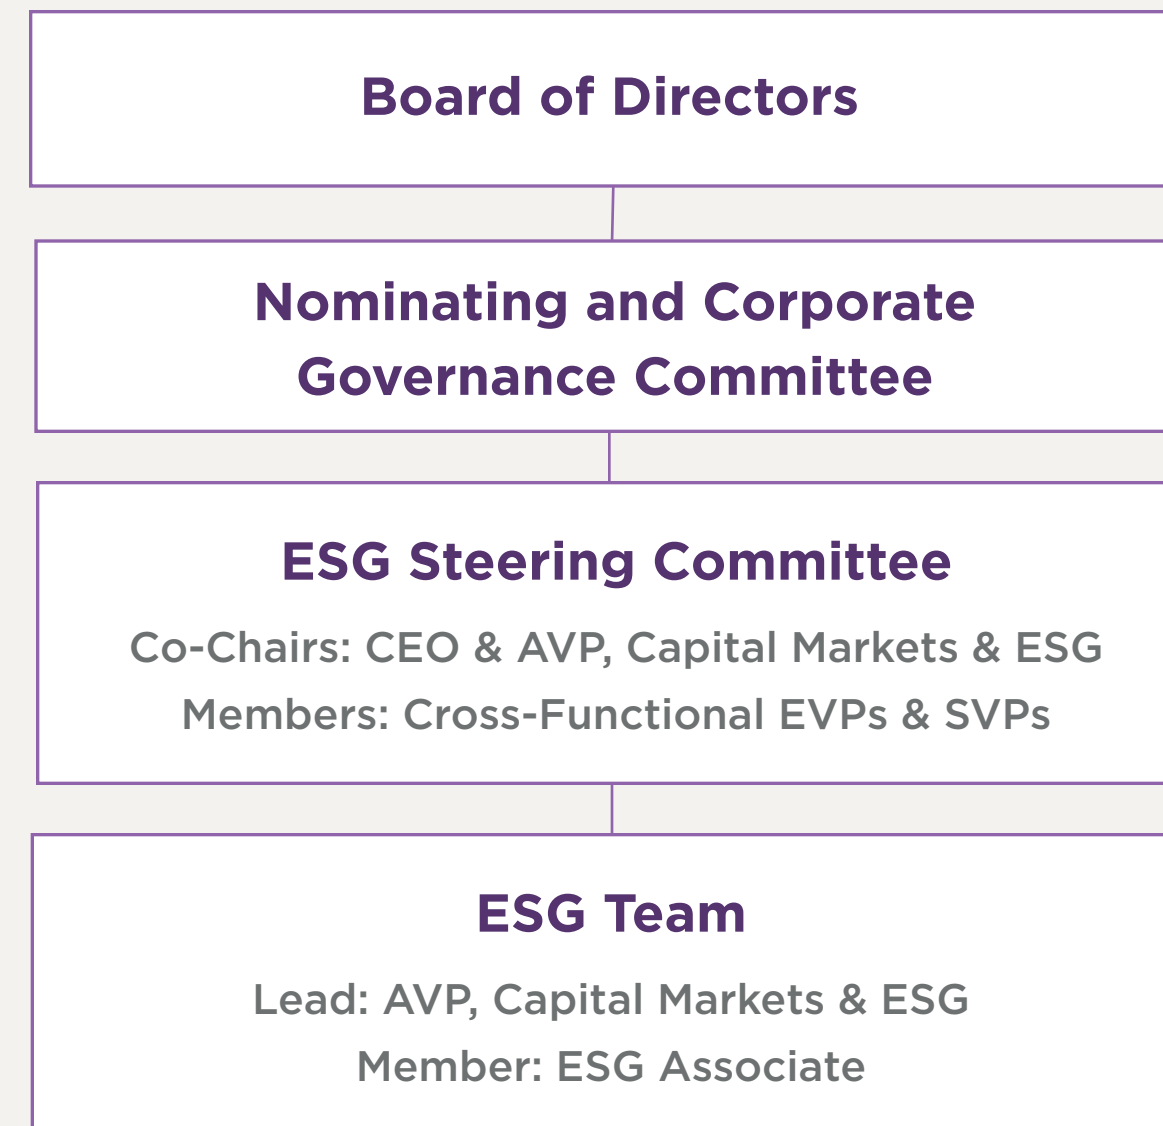 Board of Directors
Nominating and Corporate
Governance Committee
ESG Steering Committee
Co-Chairs: CEO & AVP, Capital Markets & ESG
Members: Cross-Functional EVPs & SVPs
ESG Team
Lead: AVP, Capital Markets & ESG
Member: ESG Associate